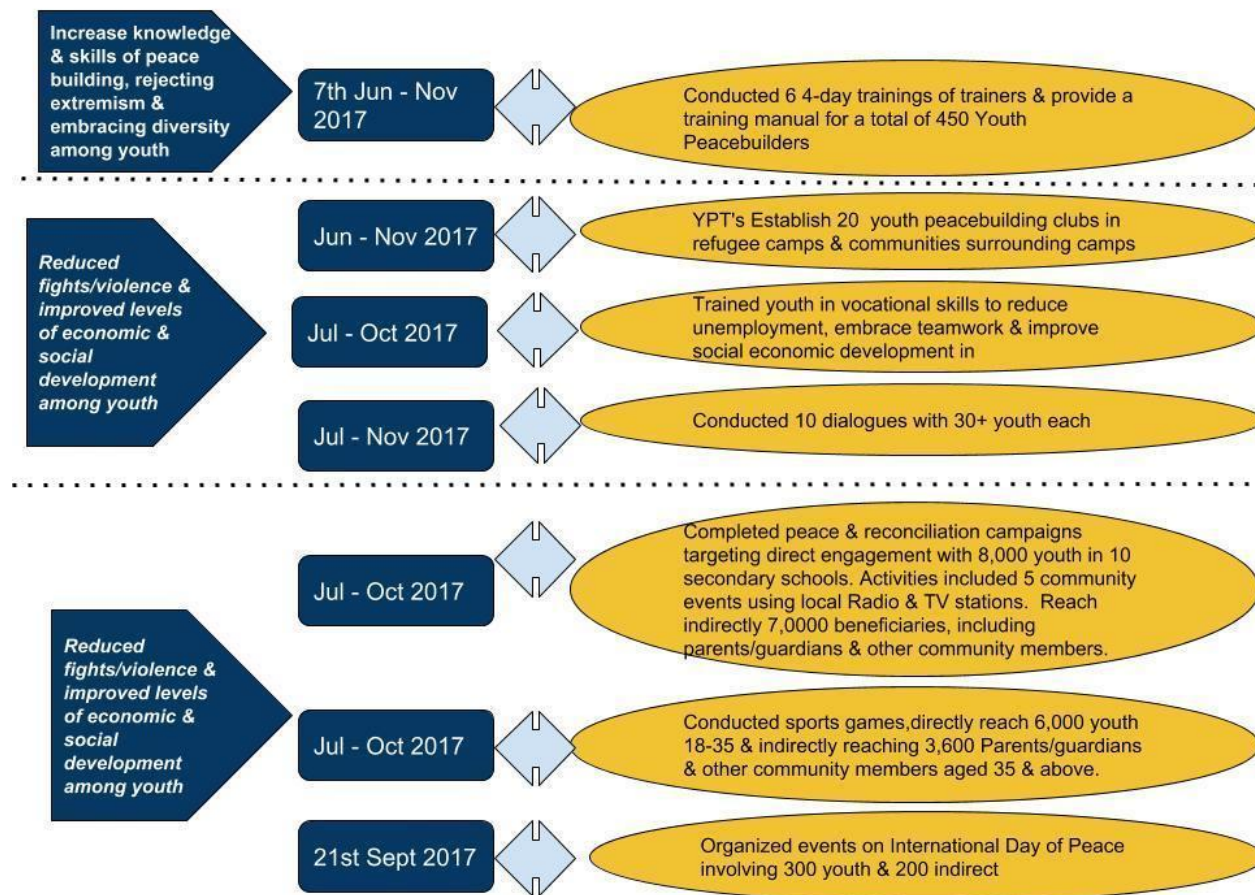 Increase knowledge
& skills of peace
building, rejecting
extremism &
embracing diversity
among youth
7th Jun - Nov
2017
Conducted 6 4-day trainings of trainers & provide a
training manual for a total of 450 Youth
Peacebuilders
Reduced
fights/violence &
improved levels
of economic &
social
development
among youth
Jun - Nov 2017
YPT's Establish 20 youth peacebuilding clubs in
refugee camps & communities surrounding camps
Jul - Oct 2017
Trained youth in vocational skills to reduce
unemployment, embrace teamwork & improve
social economic development in
Jul - Nov 2017
Conducted 10 dialogues with 30+ youth each
Reduced
fights/violence &
improved levels
of economic &
social
development
among youth
Jul - Oct 2017
Completed peace & reconciliation campaigns
targeting direct engagement with 8,000 youth in 10
secondary schools. Activities included 5 community
events using local Radio & TV stations.  Reach
indirectly 7,0000 beneficiaries, including
parents/guardians & other community members.
Jul - Oct 2017
Conducted sports games,directly reach 6,000 youth
18-35 & indirectly reaching 3,600 Parents/guardians
& other community members aged 35 & above.
21st Sept 2017
Organized events on International Day of Peace
involving 300 youth & 200 indirect